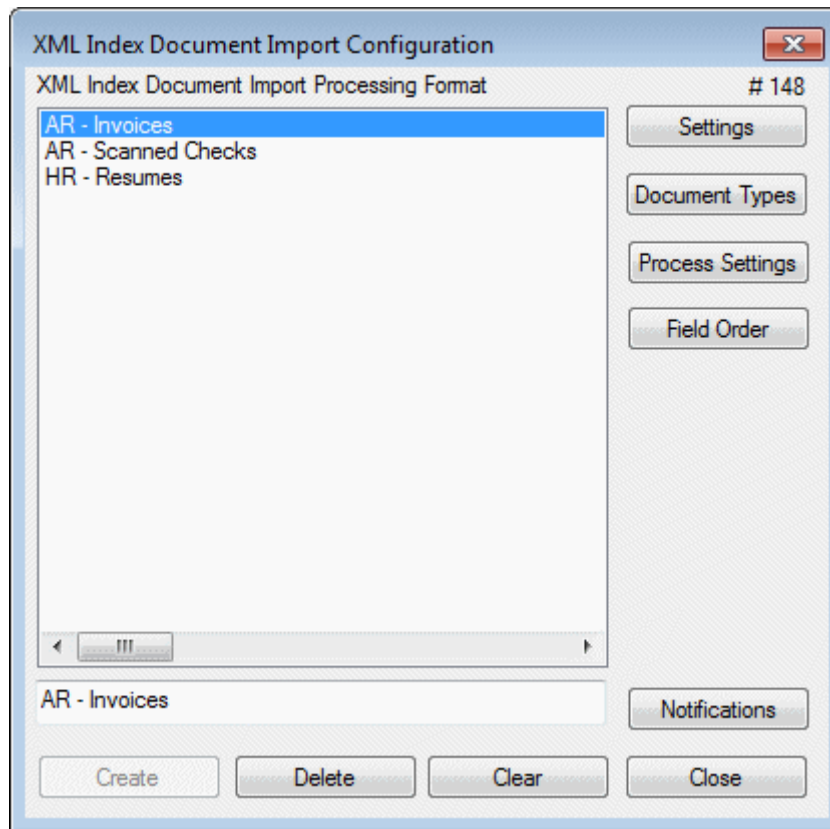 XML Index Document Import Configuration
XML Index Document Import Processing Format # 148
AR - Invoices
AR - Scanned Checks
HR - Resumes
Settings
Document Types
Process Settings
Field Order
AR - Invoices
Notifications
Create Delete Clear Close